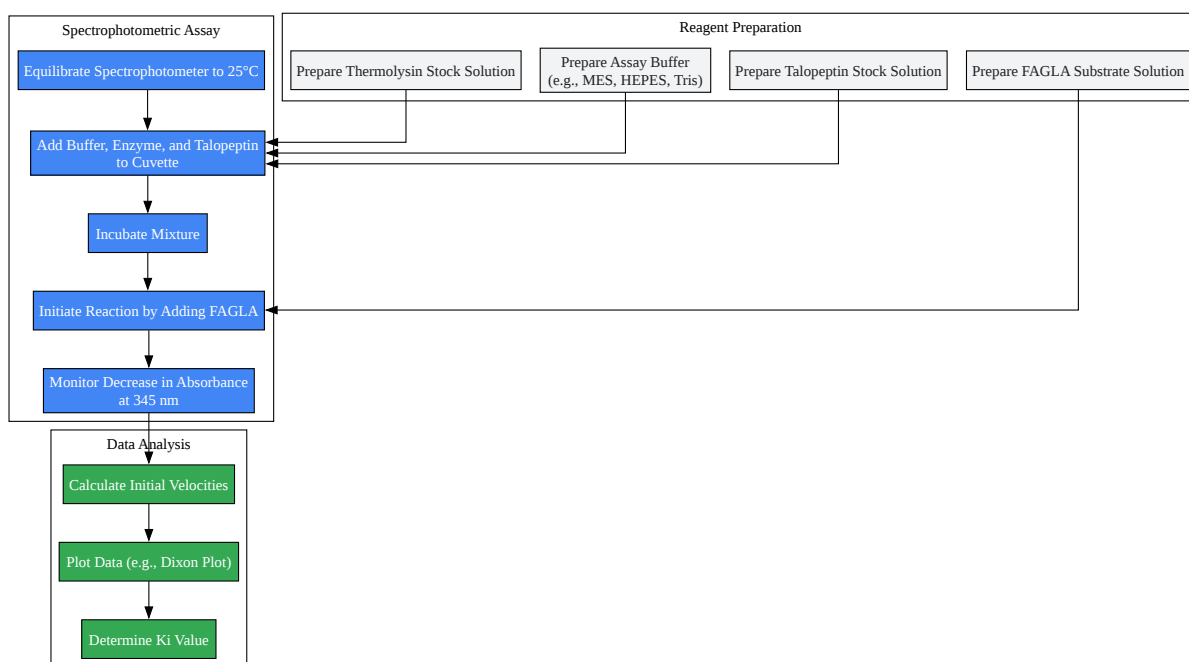 Spectrophotometric Assay
Equilibrate Spectrophotometer to 25°C
Add Buffer, Enzyme, and Talopeptin
to Cuvette
Incubate Mixture
Initiate Reaction by Adding FAGLA
Monitor Decrease in Absorbance
at 345 nm
Reagent Preparation
Prepare Thermolysin Stock Solution
Prepare Assay Buffer
(e.g., MES, HEPES, Tris)
Prepare Talopeptin Stock Solution
Prepare FAGLA Substrate Solution
Data Analysis
Calculate Initial Velocities
Plot Data (e.g., Dixon Plot)
Determine Ki Value